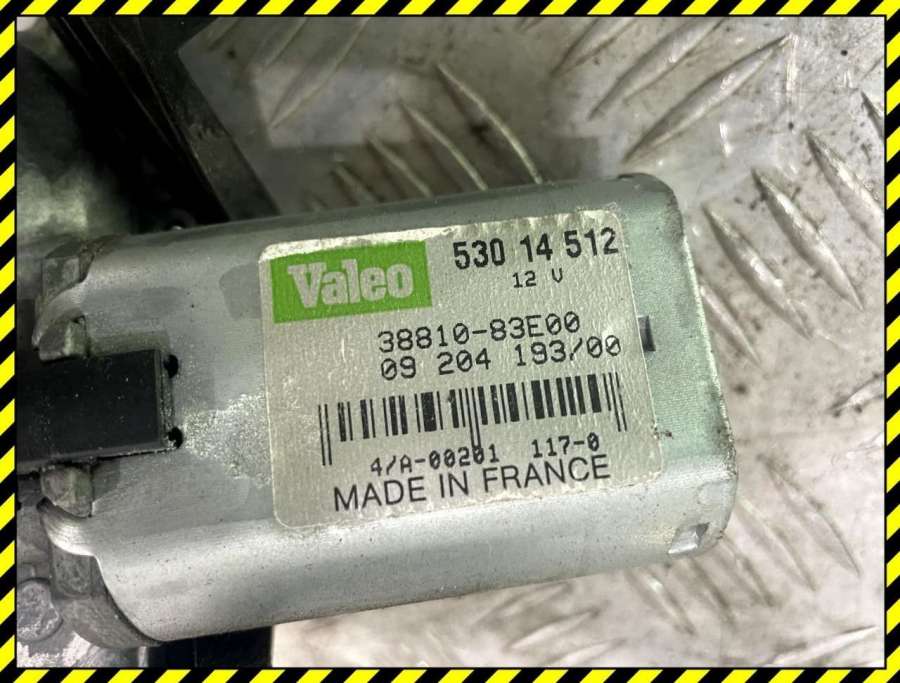 Valeo
530 14 512
12 V
38810-83E00
09 204 193/00
4/A-00201 117-0
MADE IN FRANCE